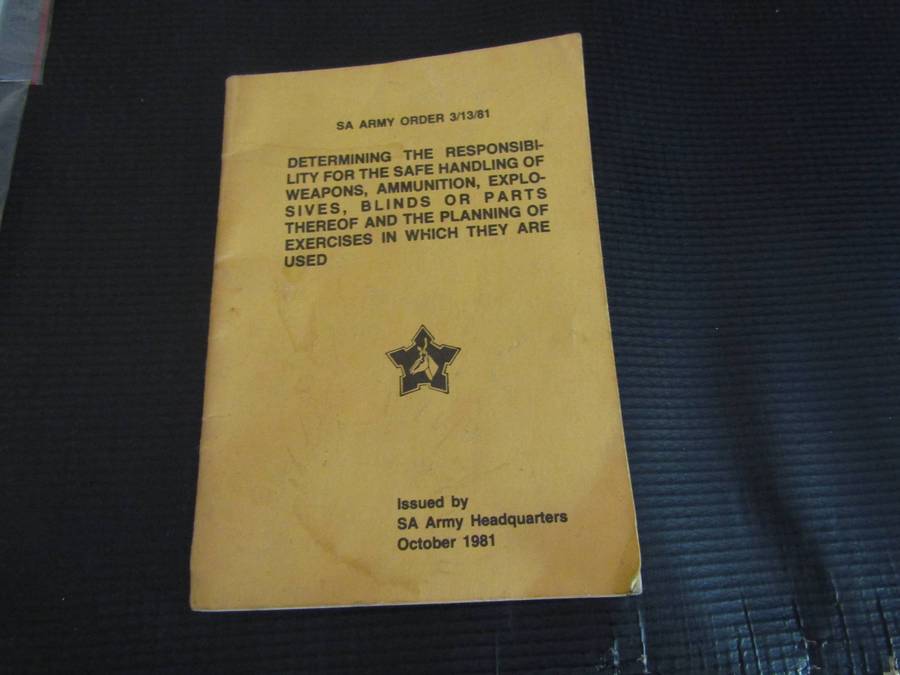 SA ARMY ORDER 3/13/81
DETERMINING THE RESPONSIBI-
LITY FOR THE SAFE HANDLING OF
WEAPONS, AMMUNITION, EXPLO-
SIVES, BLINDS OR PARTS
THEREOF AND THE PLANNING OF
EXERCISES IN WHICH THEY ARE
USED
Issued by
SA Army Headquarters
October 1981